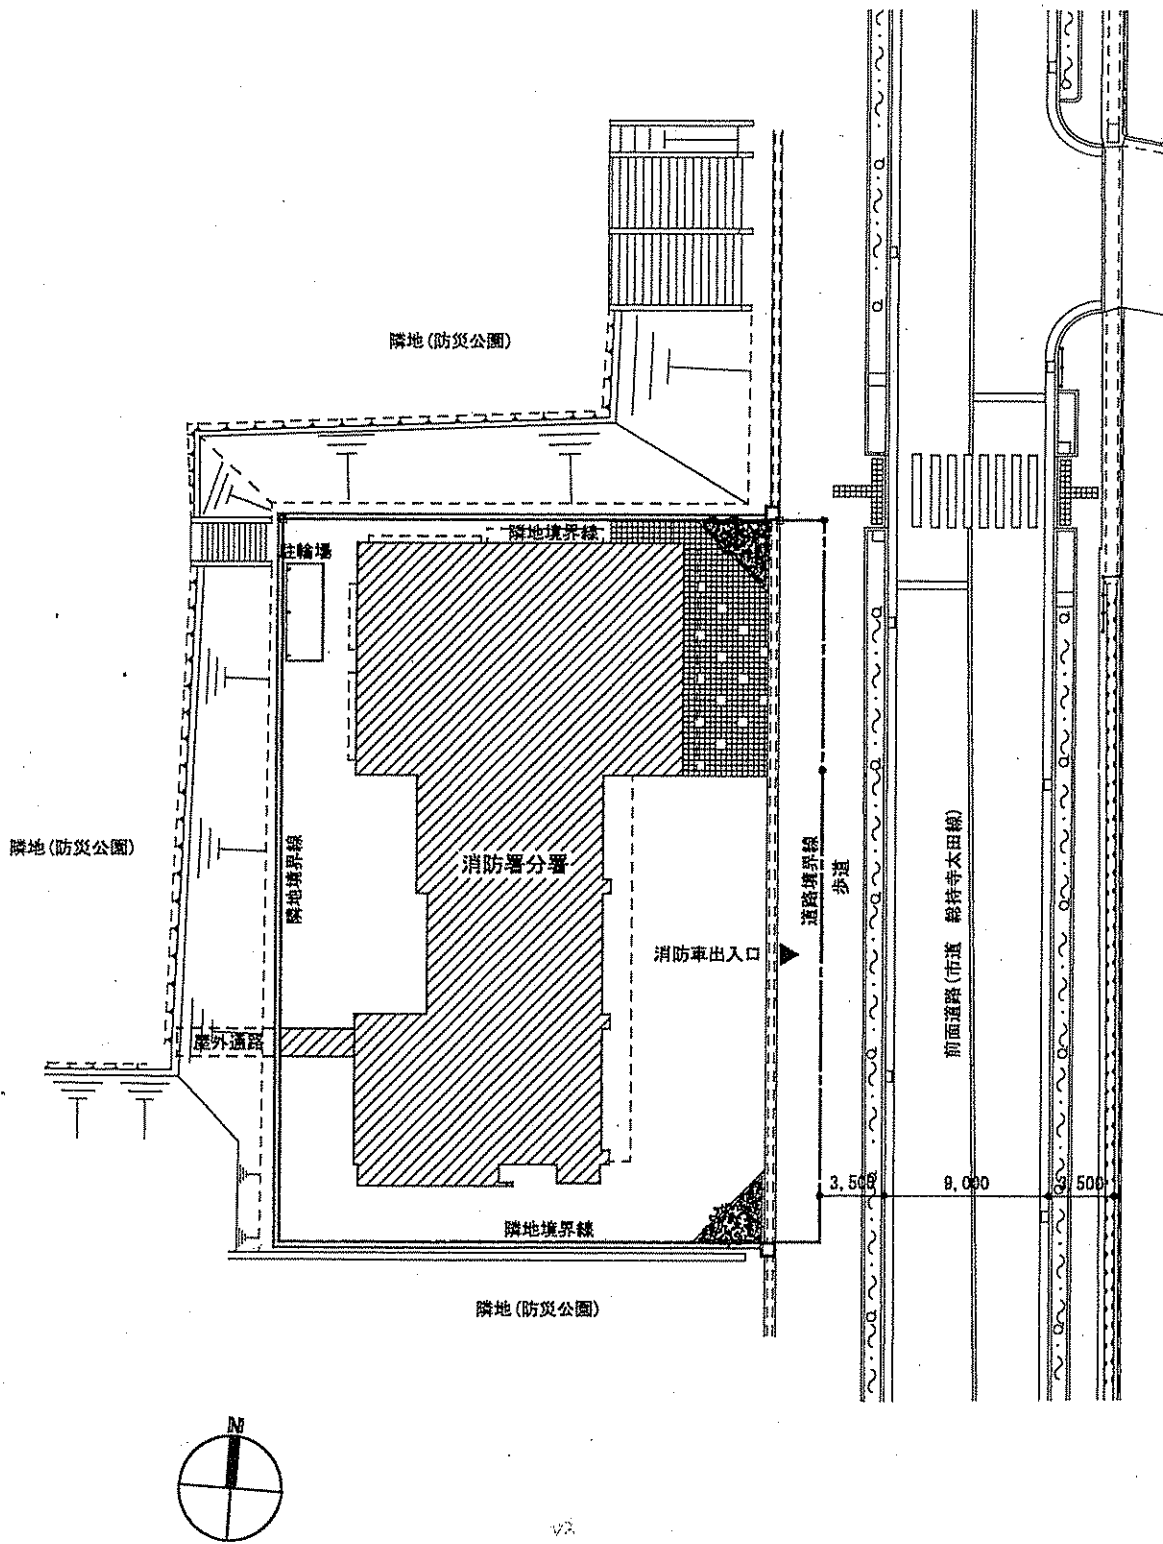 隣地(防災公園)
隣地境界線
駐輪場
隣地(防災公園)
隣地境界線
消防署分署
道路境界線
歩道
前面道路(市道 総持寺太田線)
消防車出入口
屋外通路
3,500
9,000
3,500
隣地境界線
隣地(防災公園)
N